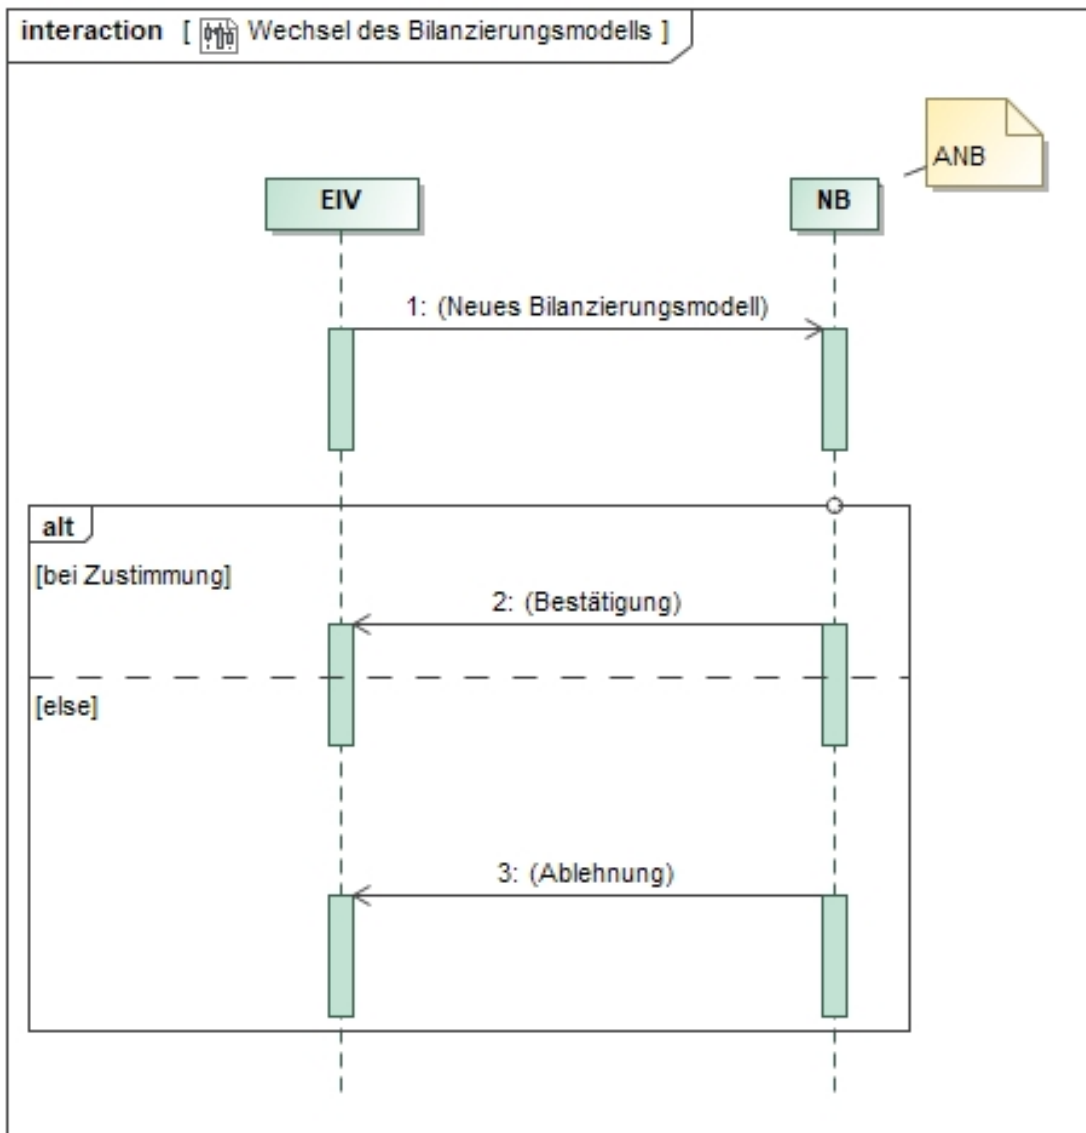 interaction [ Wechsel des Bilanzierungsmodells ]
ANB
EIV
NB
1: (Neues Bilanzierungsmodell)
alt
[bei Zustimmung]
2: (Bestätigung)
[else]
3: (Ablehnung)